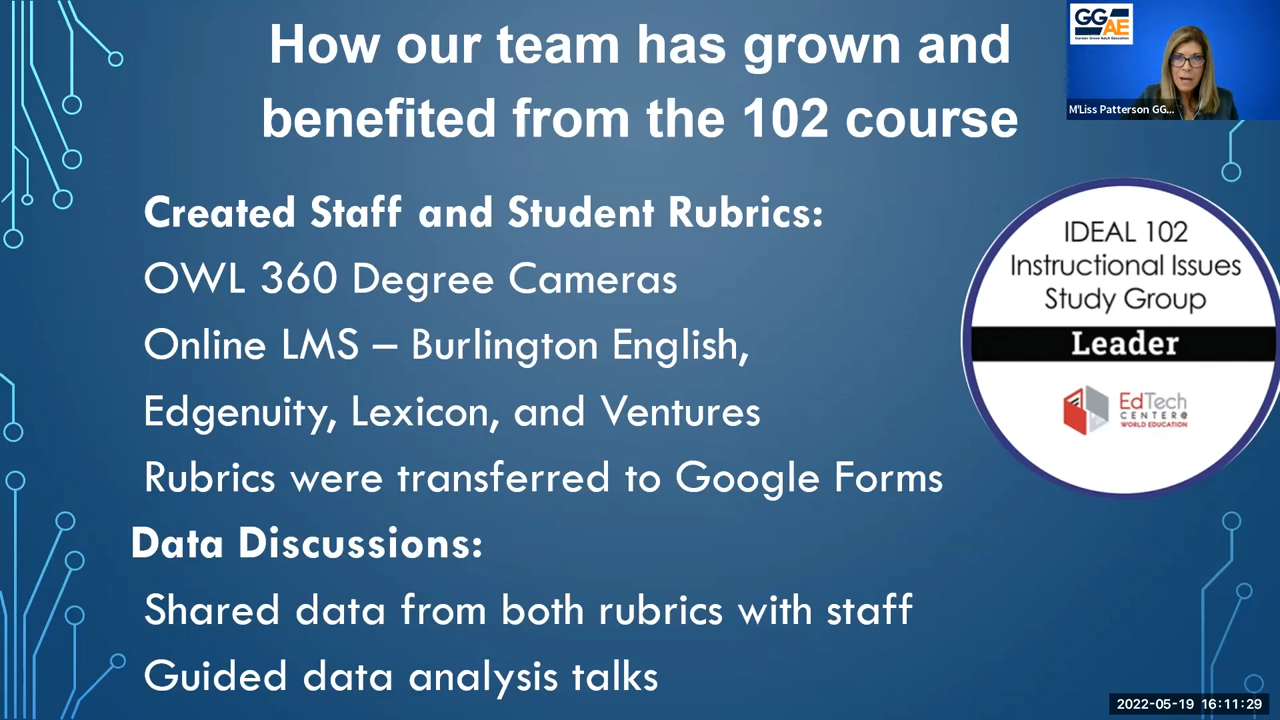 How our team has grown and
benefited from the 102 course
GG
AE
M'Liss Patterson GG...
Created Staff and Student Rubrics:
OWL 360 Degree Cameras
Online LMS – Burlington English,
Edgenuity, Lexicon, and Ventures
Rubrics were transferred to Google Forms
Data Discussions:
Shared data from both rubrics with staff
Guided data analysis talks
IDEAL 102
Instructional Issues
Study Group
Leader
EdTech
CENTER@
WORLD EDUCATION
2022-05-19 16:11:29